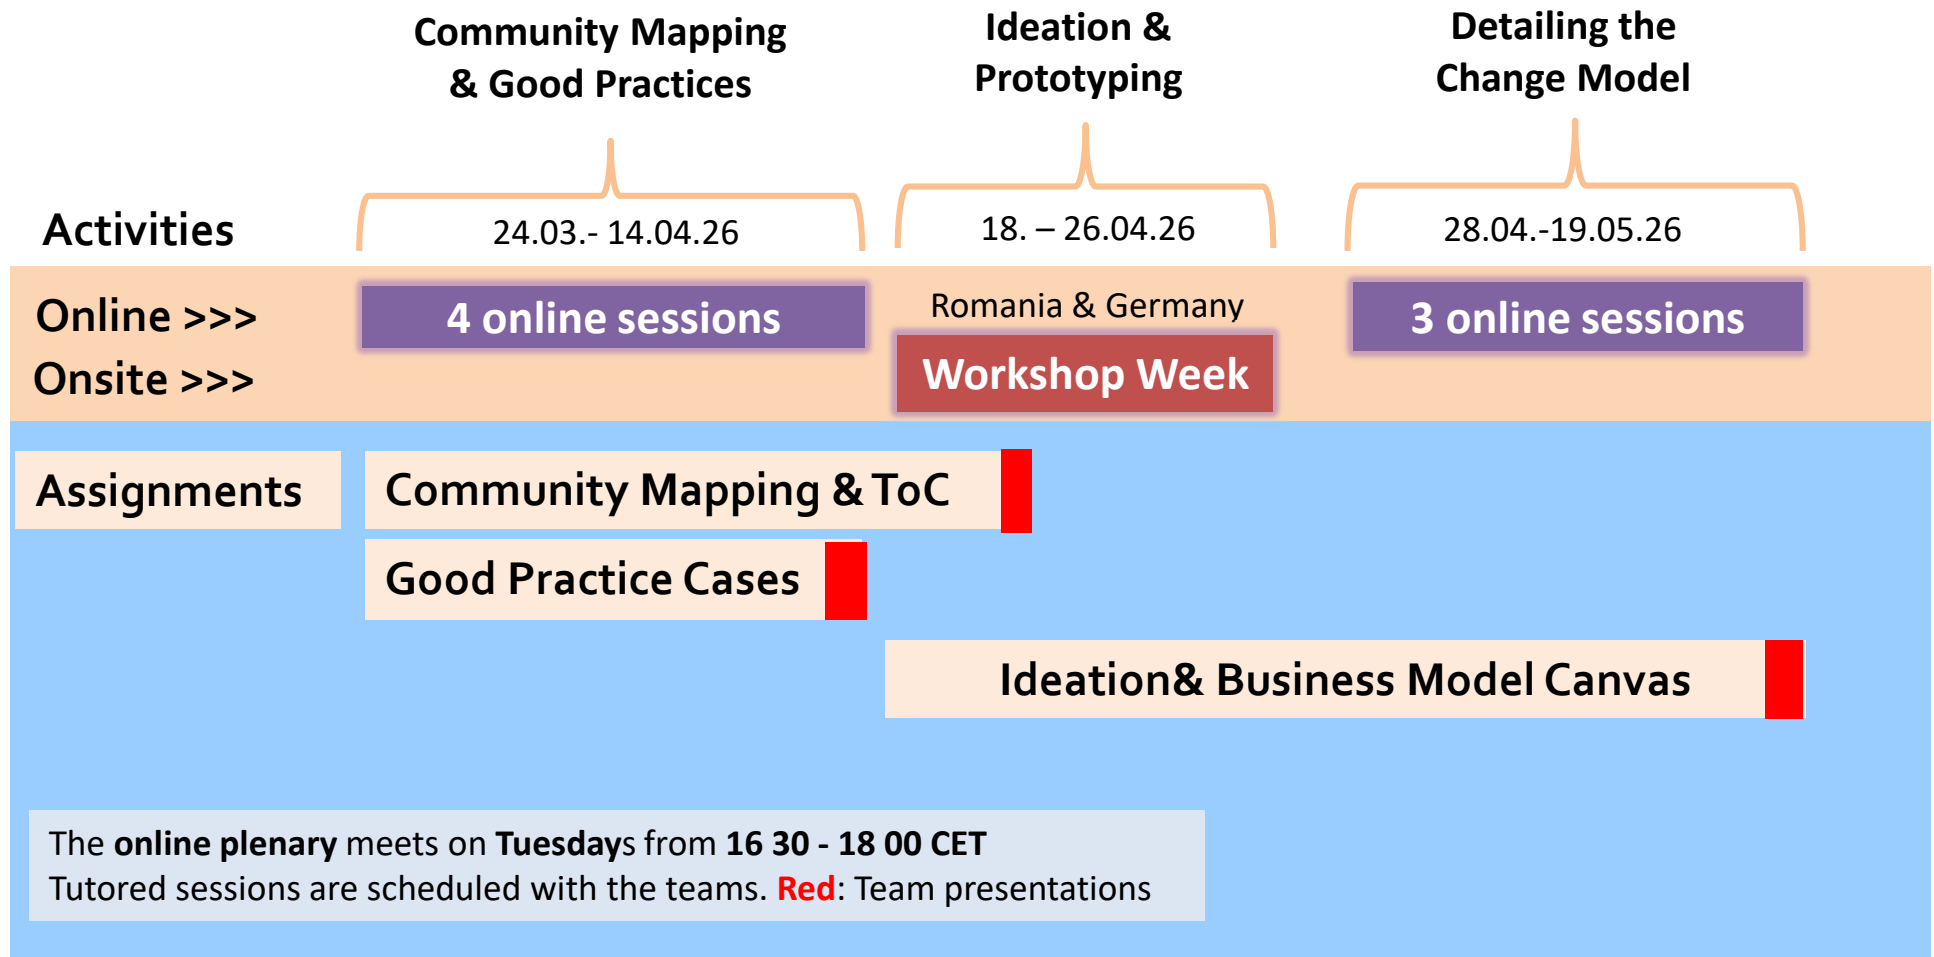 Community Mapping
& Good Practices
Ideation &
Prototyping
Detailing the
Change Model
Activities
24.03.- 14.04.26
18. – 26.04.26
28.04.-19.05.26
Online >>>
4 online sessions
Romania & Germany
3 online sessions
Onsite >>>
Workshop Week
Assignments
Community Mapping & ToC
Good Practice Cases
Ideation& Business Model Canvas
The online plenary meets on Tuesdays from 16 30 - 18 00 CET
Tutored sessions are scheduled with the teams. Red: Team presentations